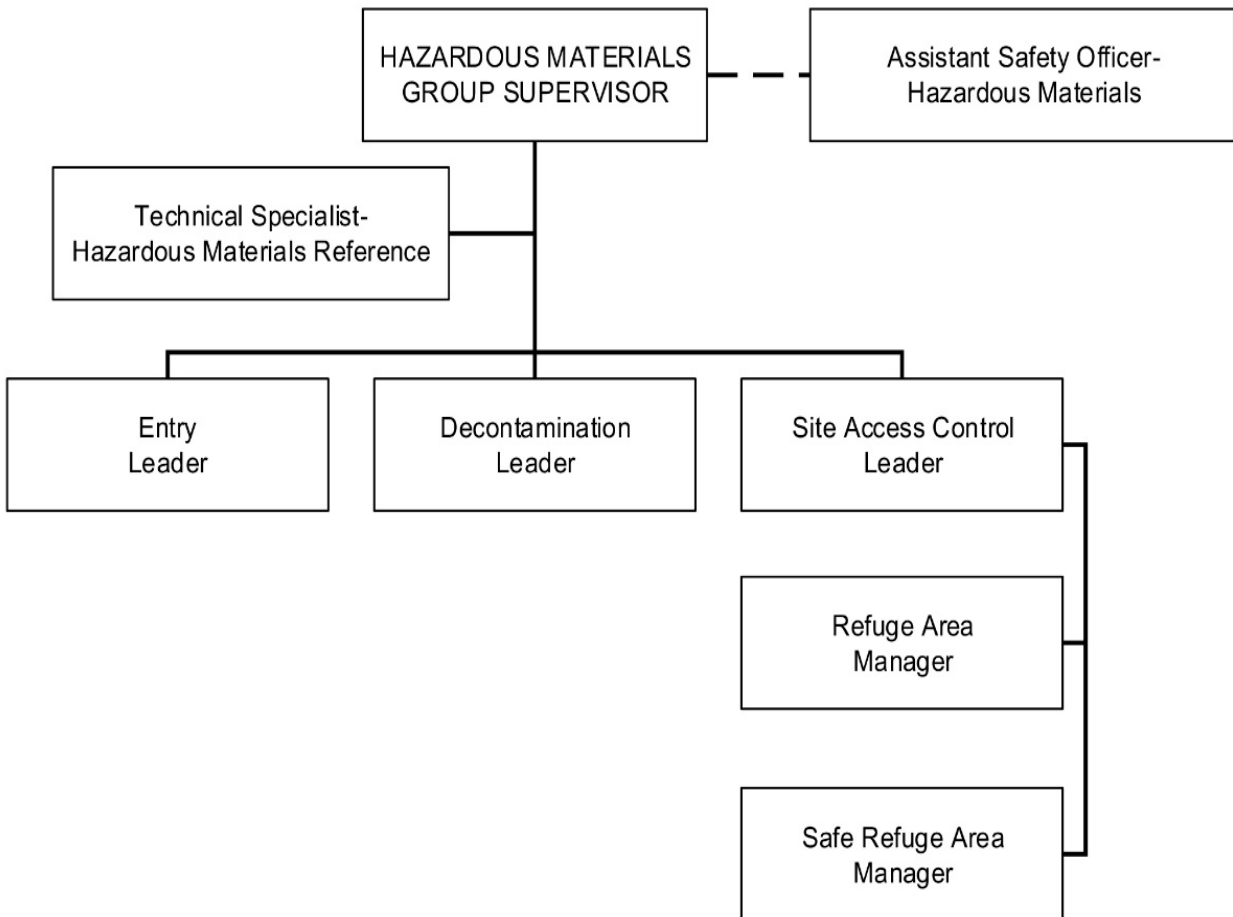 HAZARDOUS MATERIALS
GROUP SUPERVISOR
Assistant Safety Officer-
Hazardous Materials
Technical Specialist-
Hazardous Materials Reference
Entry
Leader
Decontamination
Leader
Site Access Control
Leader
Refuge Area
Manager
Safe Refuge Area
Manager